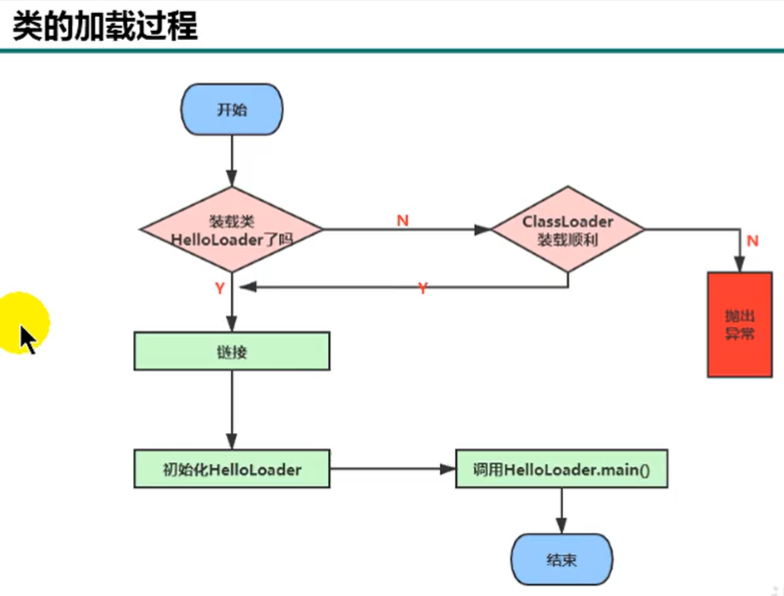 类的加载过程
开始
装载类
HelloLoader了吗
N
ClassLoader
装载顺利
N
Y
Y
抛出
异常
链接
初始化HelloLoader
调用HelloLoader.main()
结束